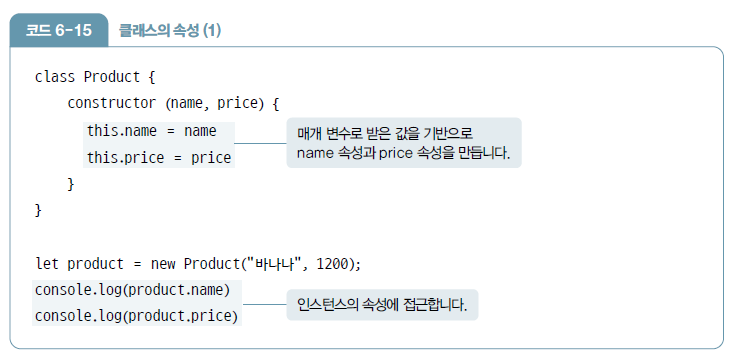 코드 6-15 클래스의 속성 (1)
class Product {
constructor (name, price) {
this.name = name
this.price = price
매개 변수로 받은 값을 기반으로
name 속성과 price 속성을 만듭니다.
}
}
let product = new Product("바나나", 1200);
console.log(product.name)
console.log(product.price)
인스턴스의 속성에 접근합니다.